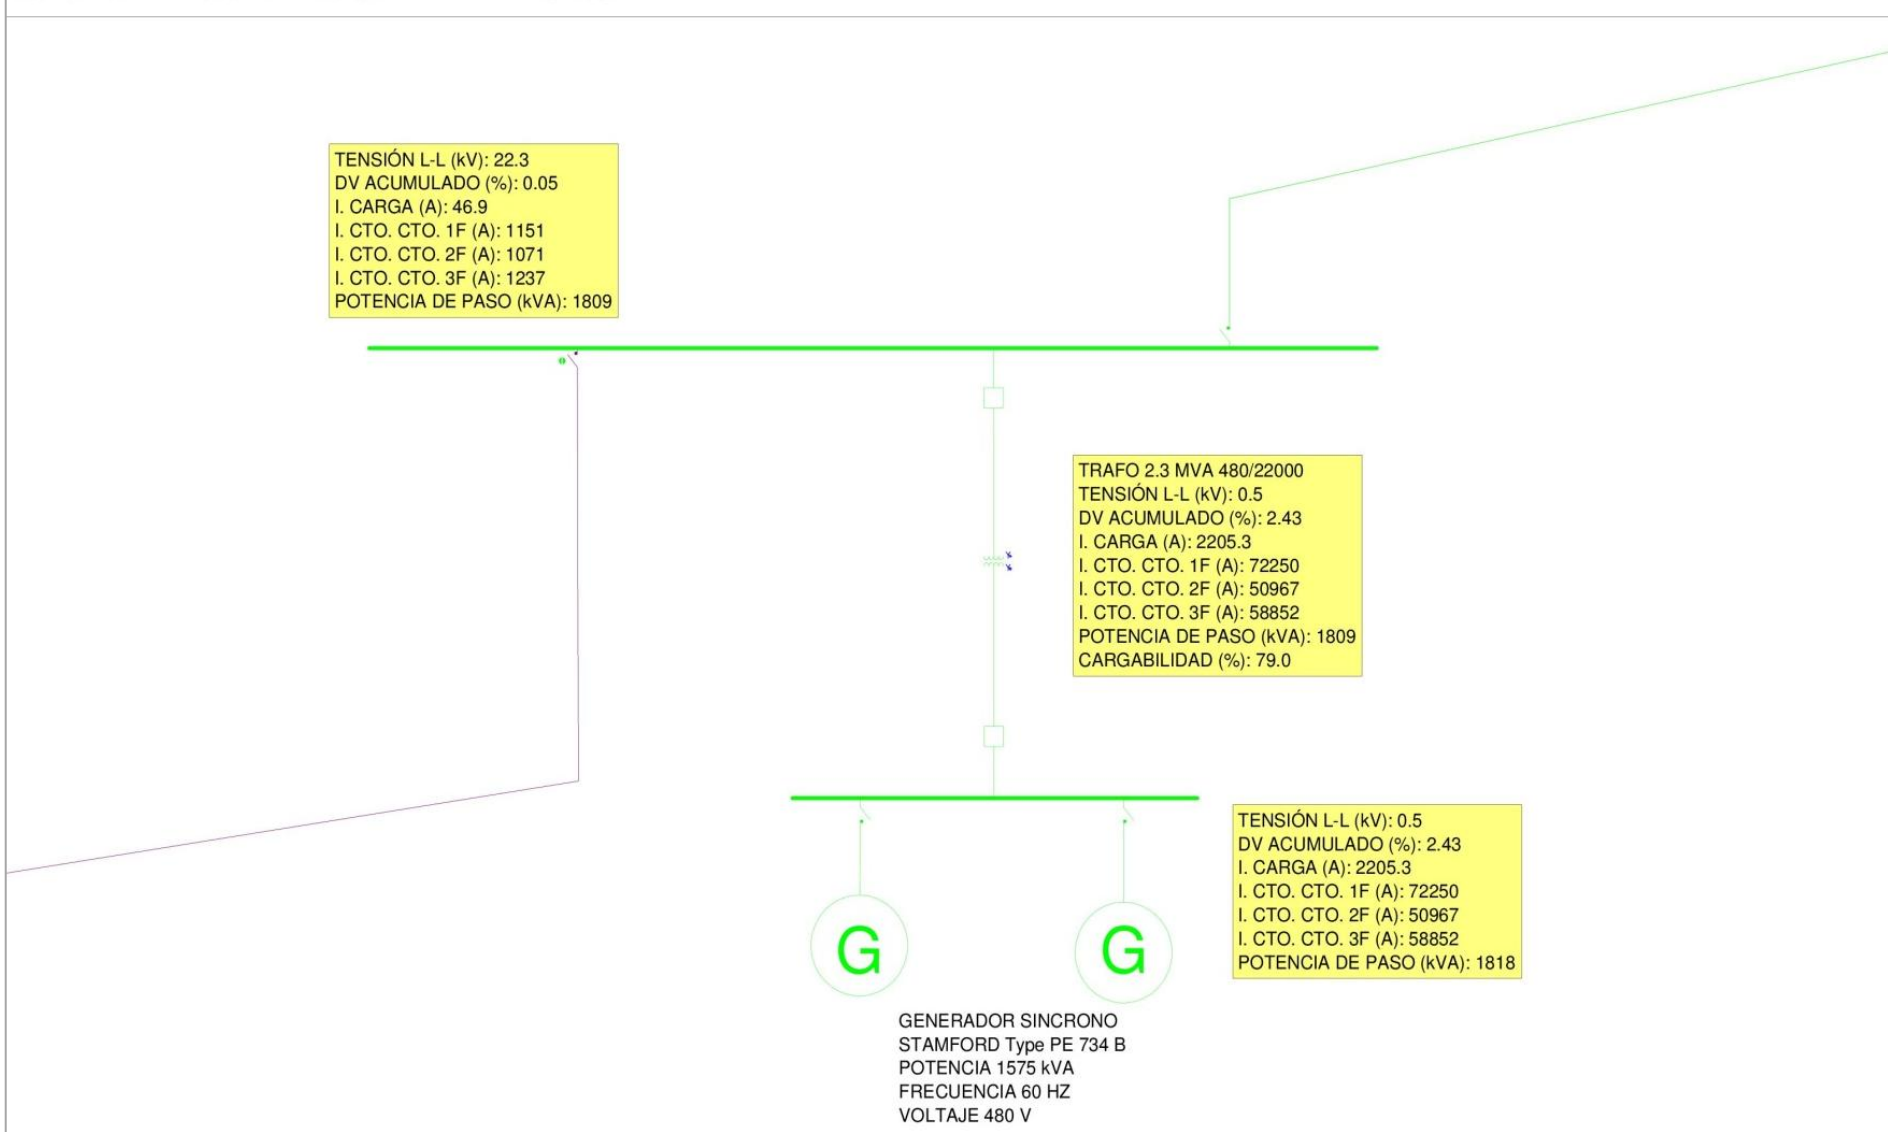 TENSIÓN L-L (kV): 22.3
DV ACUMULADO (%): 0.05
I. CARGA (A): 46.9
I. CTO. CTO. 1F (A): 1151
I. CTO. CTO. 2F (A): 1071
I. CTO. CTO. 3F (A): 1237
POTENCIA DE PASO (kVA): 1809
TRAFO 2.3 MVA 480/22000
TENSIÓN L-L (kV): 0.5
DV ACUMULADO (%): 2.43
I. CARGA (A): 2205.3
I. CTO. CTO. 1F (A): 72250
I. CTO. CTO. 2F (A): 50967
I. CTO. CTO. 3F (A): 58852
POTENCIA DE PASO (kVA): 1809
CARGABILIDAD (%): 79.0
TENSIÓN L-L (kV): 0.5
DV ACUMULADO (%): 2.43
I. CARGA (A): 2205.3
I. CTO. CTO. 1F (A): 72250
I. CTO. CTO. 2F (A): 50967
I. CTO. CTO. 3F (A): 58852
POTENCIA DE PASO (kVA): 1818
G
G
GENERADOR SINCRONO
STAMFORD Type PE 734 B
POTENCIA 1575 kVA
FRECUENCIA 60 HZ
VOLTAJE 480 V